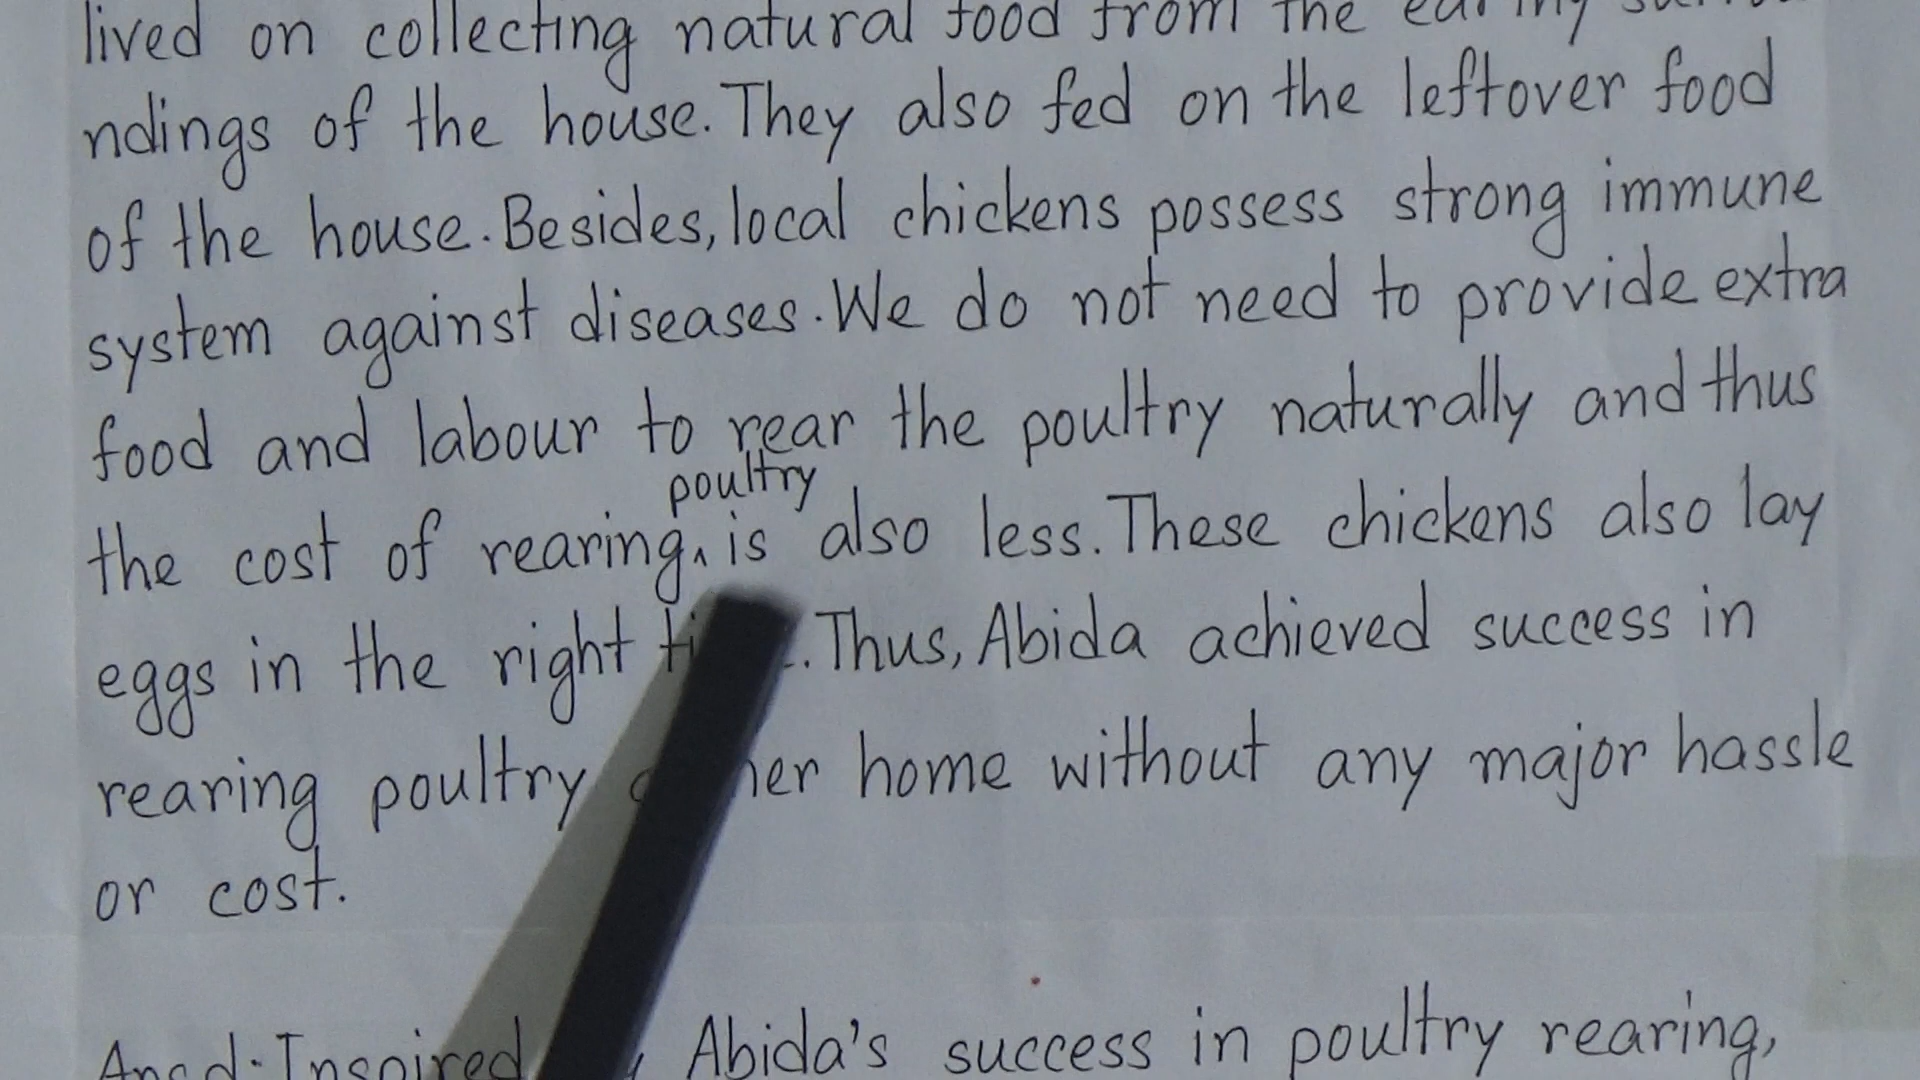 lived on collecting natural food from the
ndings of the house. They also fed on the leftover food
of the house. Besides, local chickens possess strong immune
system against diseases. We do not need to provide extra
food and labour to rear the poultry naturally and thus
poultry
the cost of rearing ^ is also less. These chickens also lay
eggs in the right . Thus, Abida achieved success in
rearing poultry her home without any major hassle
or cost.
Ans d. Inspired Abida's success in poultry rearing,